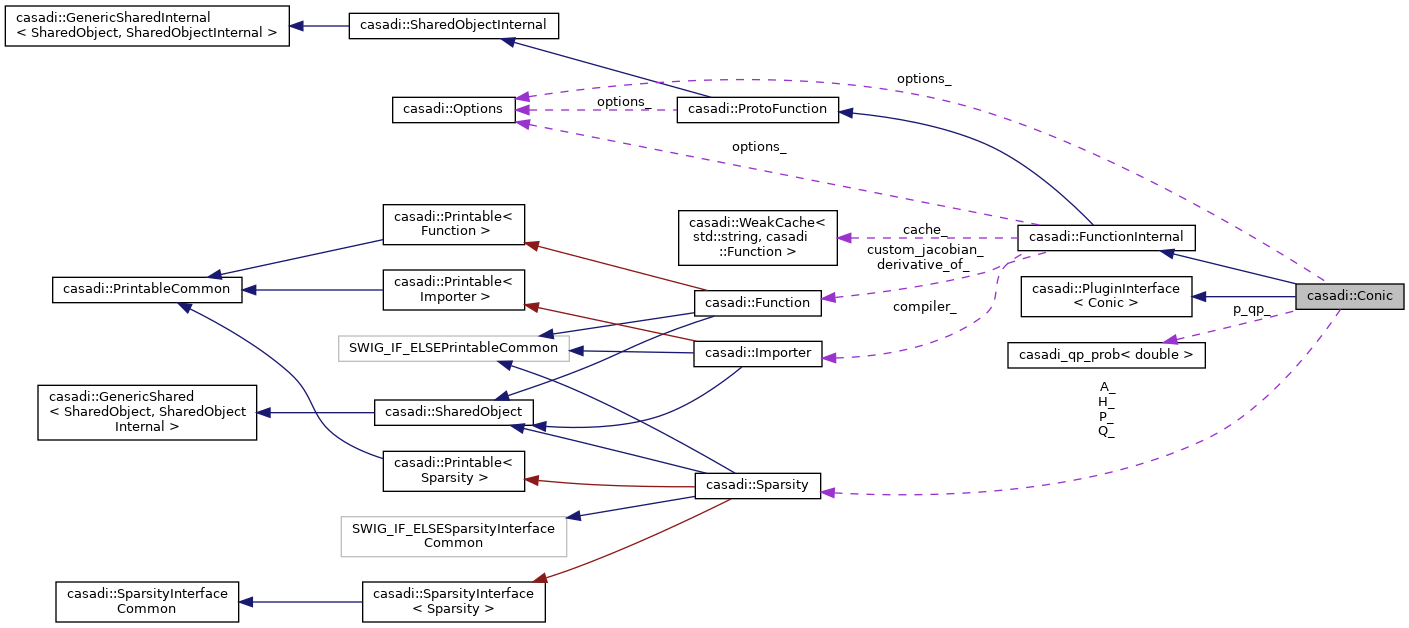 casadi::GenericSharedInternal
< SharedObject, SharedObjectInternal >
casadi::SharedObjectInternal
options_
casadi::Options
options_
casadi::ProtoFunction
options_
casadi::Printable<
Function >
casadi::WeakCache<
std::string, casadi
::Function >
cache_
casadi::FunctionInternal
custom_jacobian_
derivative_of_
casadi::PrintableCommon
casadi::Printable<
Importer >
casadi::Function
compiler_
casadi::PluginInterface
< Conic >
casadi::Conic
p_qp_
SWIG_IF_ELSEPrintableCommon
casadi::Importer
casadi_qp_prob< double >
casadi::GenericShared
< SharedObject, SharedObject
Internal >
casadi::SharedObject
A_
H_
P_
Q_
casadi::Printable<
Sparsity >
casadi::Sparsity
SWIG_IF_ELSESparsityInterface
Common
casadi::SparsityInterface
Common
casadi::SparsityInterface
< Sparsity >